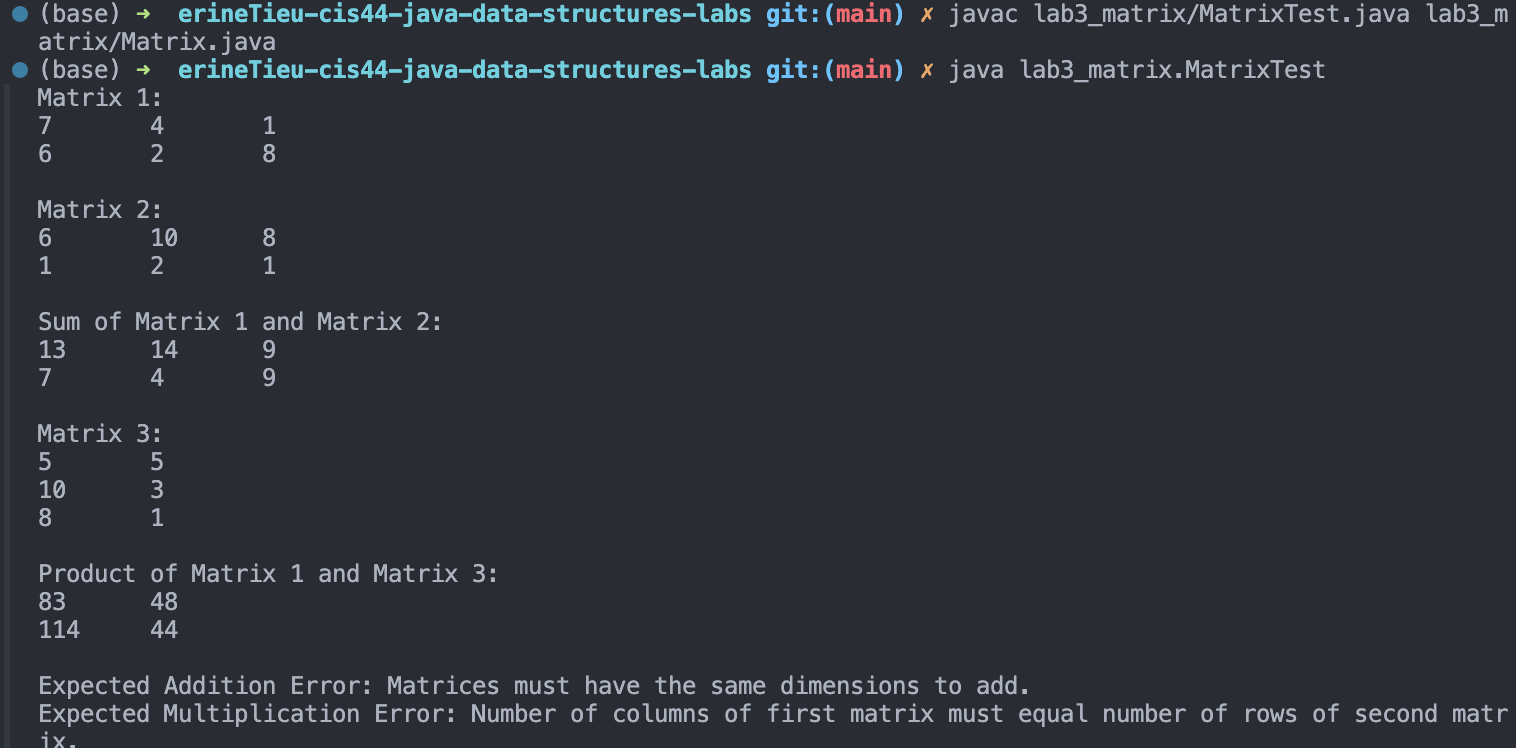 (base) ➜  erineTieu-cis44-java-data-structures-labs git:(main) ✗ javac lab3_matrix/MatrixTest.java lab3_m
atrix/Matrix.java
(base) ➜  erineTieu-cis44-java-data-structures-labs git:(main) ✗ java lab3_matrix.MatrixTest
Matrix 1:
7       4       1
6       2       8
Matrix 2:
6       10      8
1       2       1
Sum of Matrix 1 and Matrix 2:
13      14      9
7       4       9
Matrix 3:
5       5
10      3
8       1
Product of Matrix 1 and Matrix 3:
83      48
114     44
Expected Addition Error: Matrices must have the same dimensions to add.
Expected Multiplication Error: Number of columns of first matrix must equal number of rows of second matr
ix.